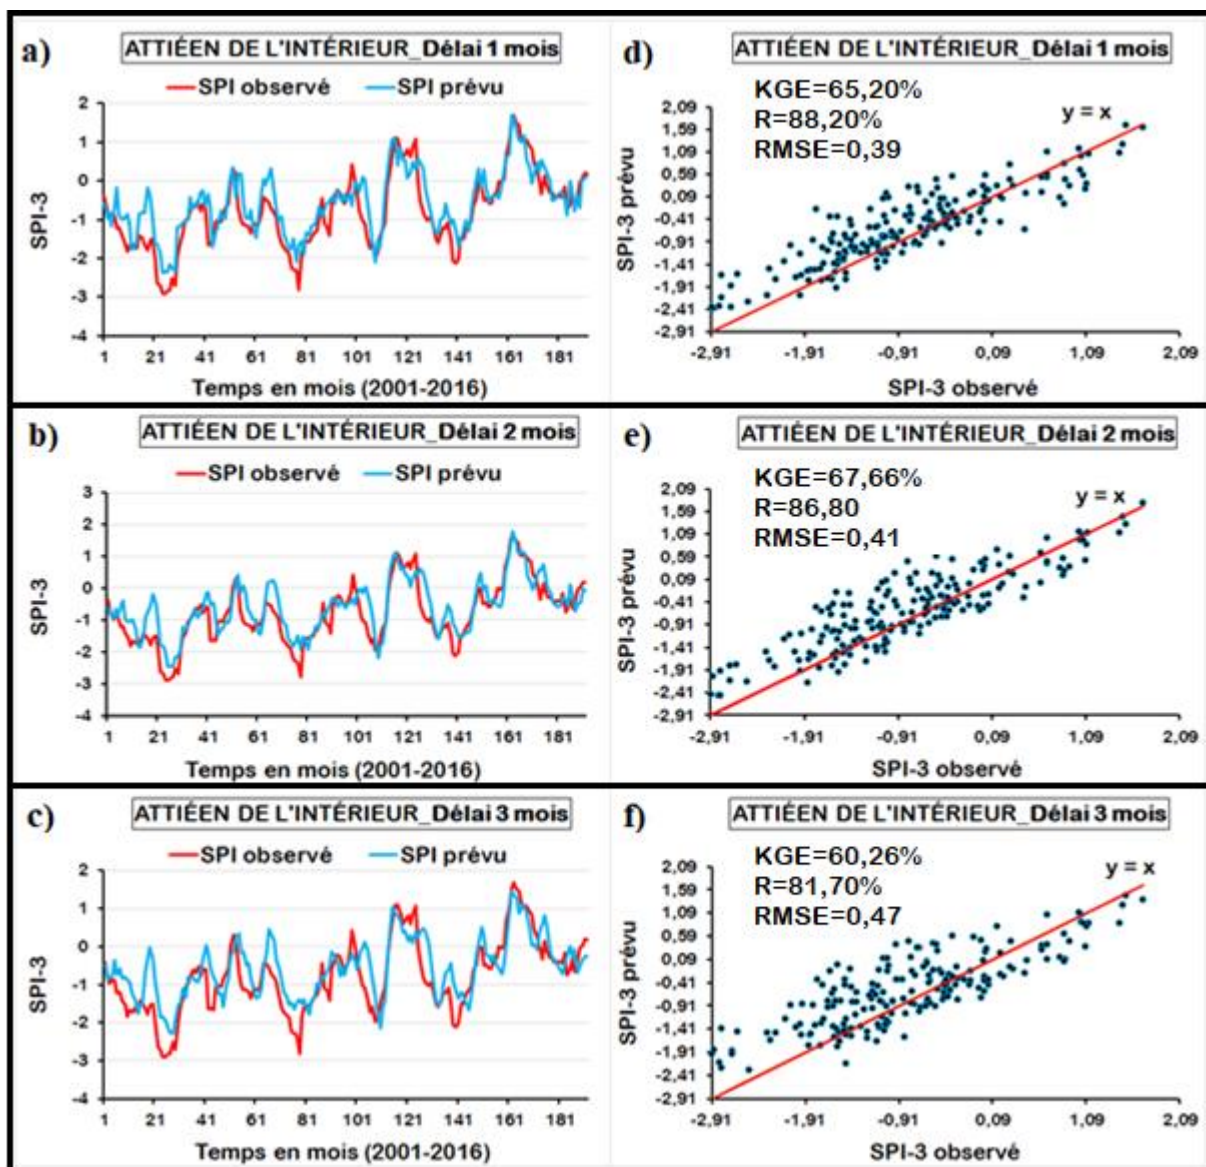 a)
ATTIÉEN DE L'INTÉRIEUR_Délai 1 mois
SPI observé SPI prévu
SPI-3
2
1
0
-1
-2
-3
-4
1 21 41 61 81 101 121 141 161 181
Temps en mois (2001-2016)
d)
ATTIÉEN DE L'INTÉRIEUR_Délai 1 mois
KGE=65,20%
R=88,20%
RMSE=0,39
y = x
SPI-3 prévu
2,09
1,59
1,09
0,59
0,09
-0,41
-0,91
-1,41
-1,91
-2,41
-2,91
-2,91 -1,91 -0,91 0,09 1,09 2,09
SPI-3 observé
b)
ATTIÉEN DE L'INTÉRIEUR_Délai 2 mois
SPI observé SPI prévu
SPI-3
3
2
1
0
-1
-2
-3
-4
1 21 41 61 81 101 121 141 161 181
Temps en mois (2001-2016)
e)
ATTIÉEN DE L'INTÉRIEUR_Délai 2 mois
KGE=67,66%
R=86,80
RMSE=0,41
y = x
SPI-3 prévu
2,09
1,59
1,09
0,59
0,09
-0,41
-0,91
-1,41
-1,91
-2,41
-2,91
-2,91 -1,91 -0,91 0,09 1,09 2,09
SPI-3 observé
c)
ATTIÉEN DE L'INTÉRIEUR_Délai 3 mois
SPI observé SPI prévu
SPI-3
2
1
0
-1
-2
-3
-4
1 21 41 61 81 101 121 141 161 181
Temps en mois (2001-2016)
f)
ATTIÉEN DE L'INTÉRIEUR_Délai 3 mois
KGE=60,26%
R=81,70%
RMSE=0,47
y = x
SPI-3 prévu
2,09
1,59
1,09
0,59
0,09
-0,41
-0,91
-1,41
-1,91
-2,41
-2,91
-2,91 -1,91 -0,91 0,09 1,09 2,09
SPI-3 observé